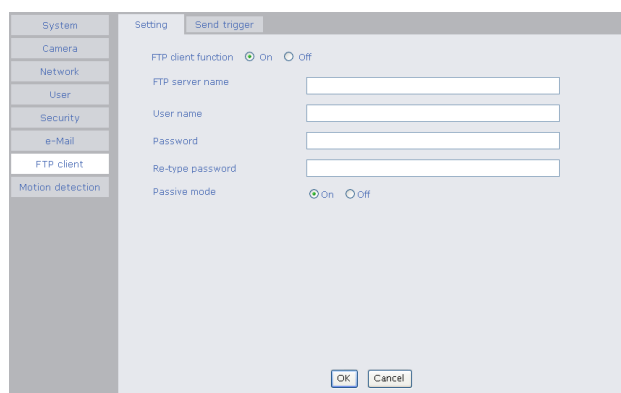 System
Camera
Network
User
Security
e-Mail
FTP client
Motion detection
Setting
Send trigger
FTP client function On Off
FTP server name
User name
Password
Re-type password
Passive mode On Off
OK Cancel